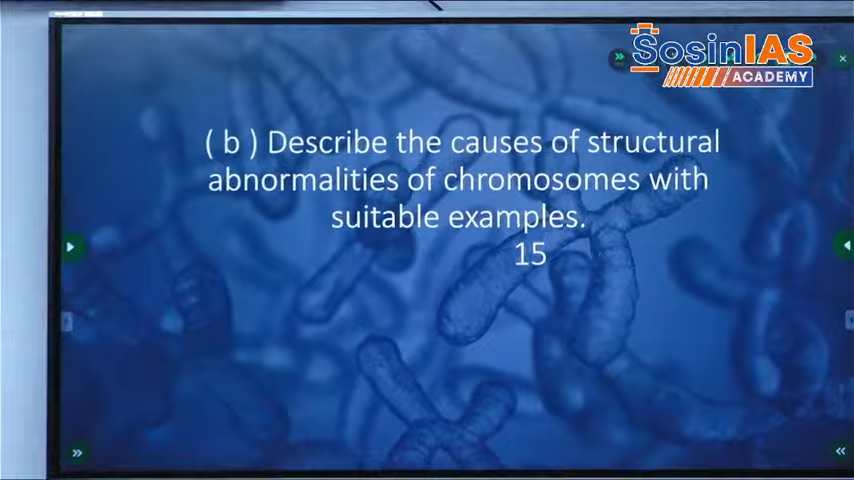 SosinIAS
ACADEMY
( b ) Describe the causes of structural
abnormalities of chromosomes with
suitable examples.
15